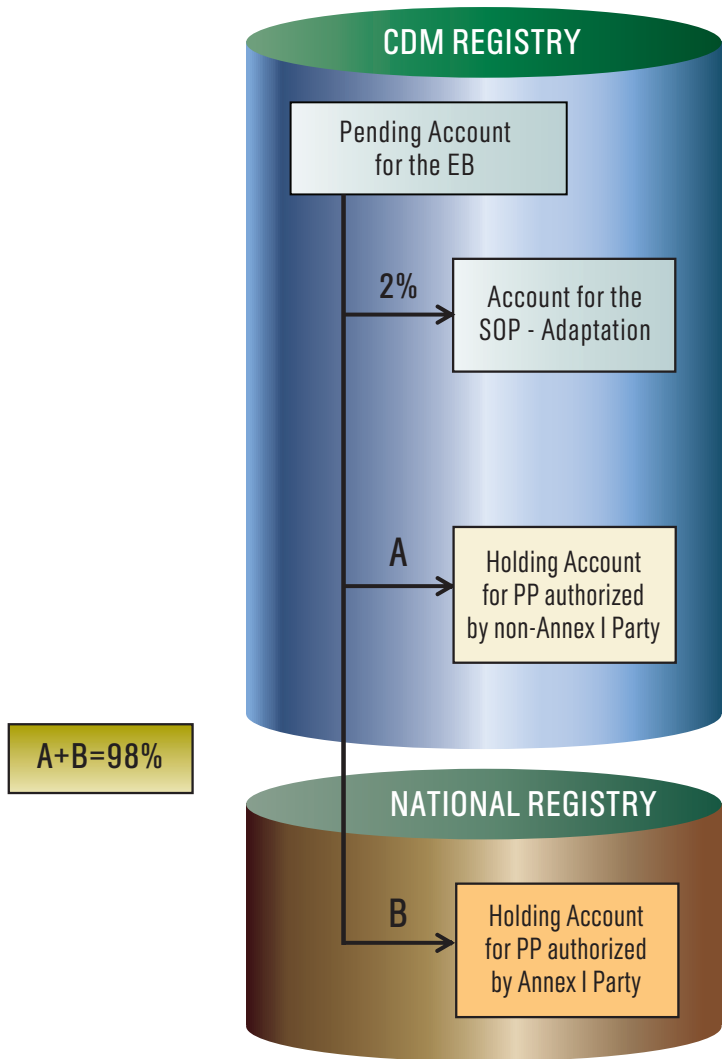 CDM REGISTRY
Pending Account
for the EB
2%
Account for the
SOP - Adaptation
A
Holding Account
for PP authorized
by non-Annex I Party
A+B=98%
NATIONAL REGISTRY
B
Holding Account
for PP authorized
by Annex I Party